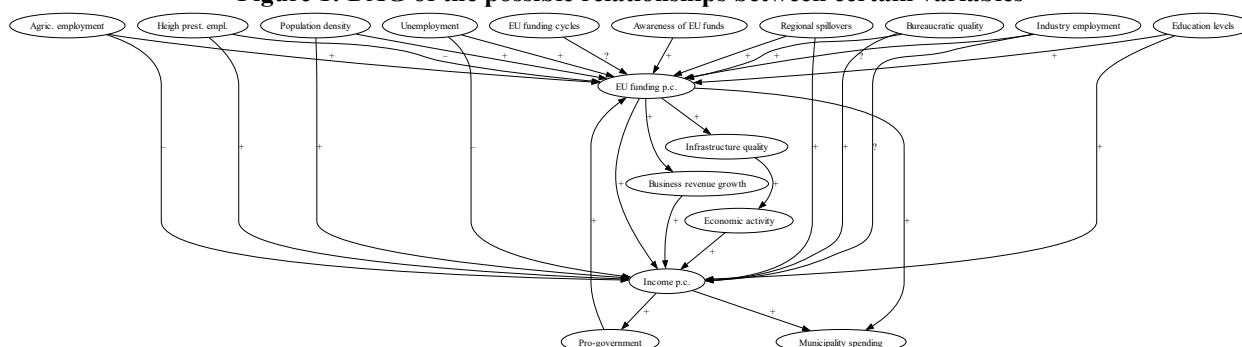 Figure 1: DAG of the possible relationships between certain variables
Agric. employment Heigh prest. empl. Population density Unemployment EU funding cycles Awareness of EU funds Regional spillovers Bureaucratic quality Industry employment Education levels
+ – + + ? + + + ? +
EU funding p.c.
+ +
Infrastructure quality
– + + – + + + ? +
Business revenue growth
+
+ + +
Economic activity
+
Income p.c.
+ +
Pro-government Municipality spending